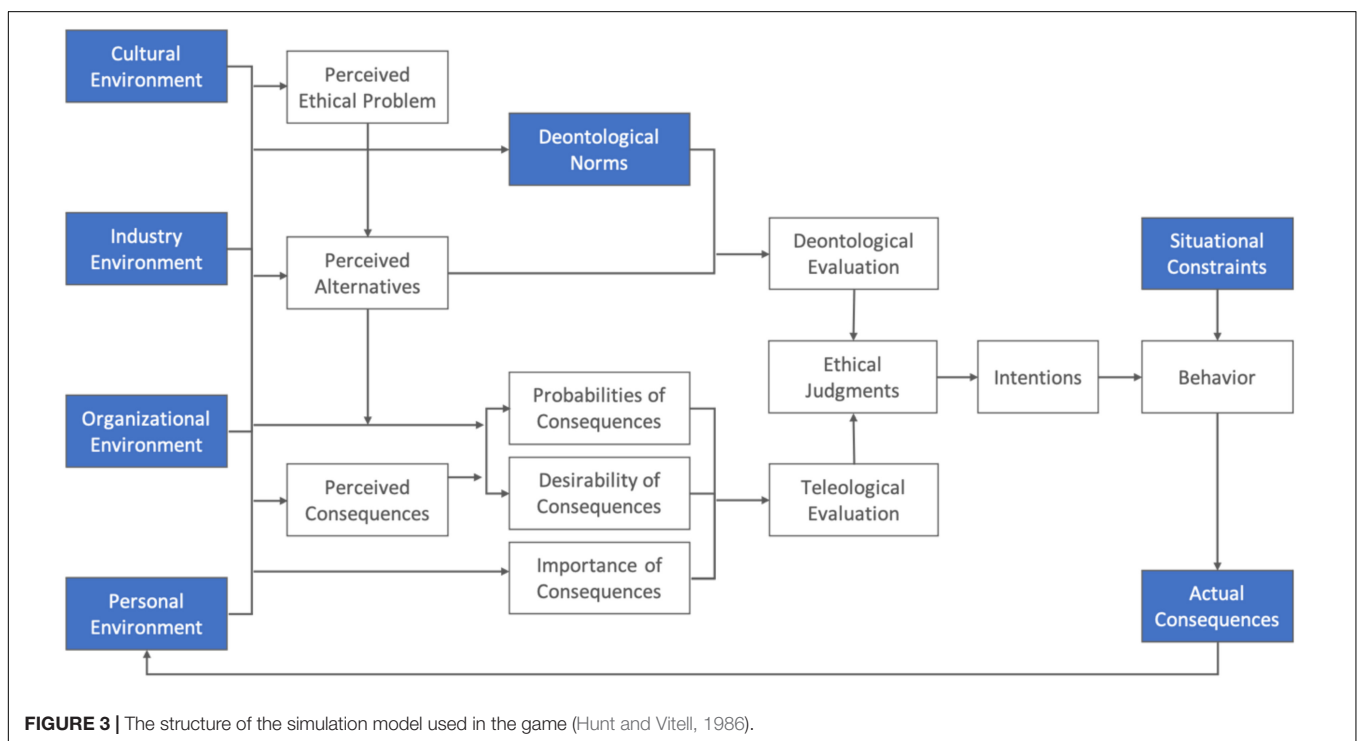 Cultural
Environment
Perceived
Ethical Problem
Deontological
Norms
Industry
Environment
Perceived
Alternatives
Deontological
Evaluation
Situational
Constraints
Ethical
Judgments
Intentions
Behavior
Organizational
Environment
Probabilities of
Consequences
Perceived
Consequences
Desirability of
Consequences
Teleological
Evaluation
Importance of
Consequences
Personal
Environment
Actual
Consequences
FIGURE 3 | The structure of the simulation model used in the game (Hunt and Vitell, 1986).